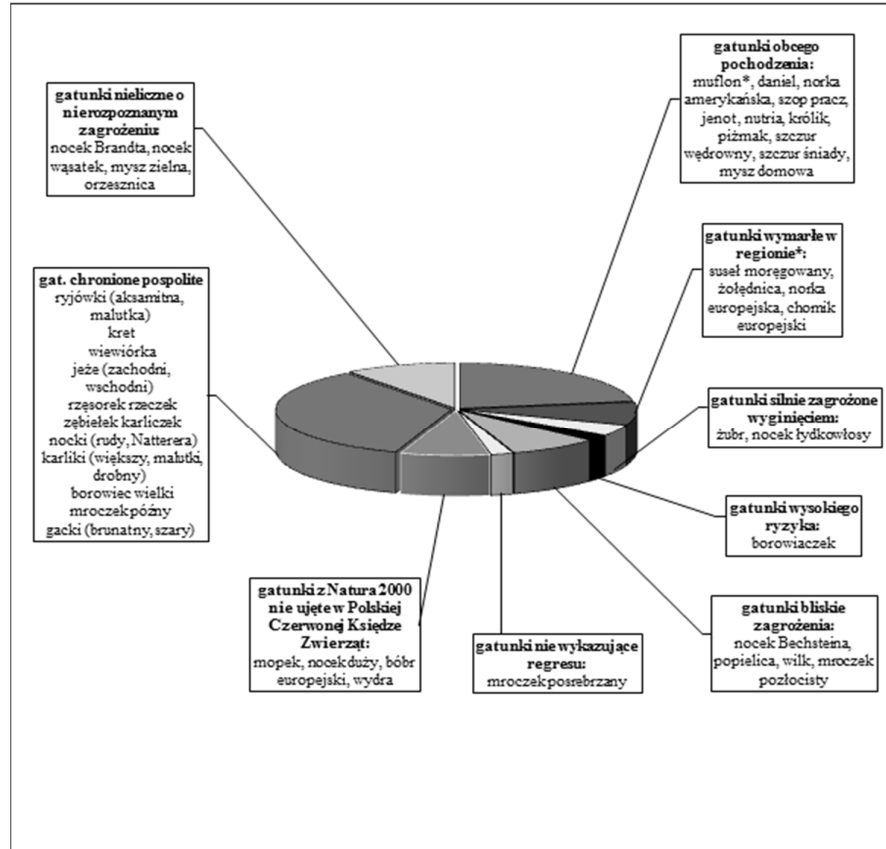 gatunki nieliczne o
nierozpoznanym
zagrożeniu:
nocek Brandta, nocek
wąsatek, mysz zielna,
orzesznica
gatunki obcego
pochodzenia:
muflon*, daniel, norka
amerykańska, szop pracz,
jenot, nutria, królik,
piżmak, szczur
wędrowny, szczur śniady,
mysz domowa
gatunki wymarłe w
regionie*:
suseł moręgowany,
żołędnica, norka
europejska, chomik
europejski
gat. chronione pospolite
ryjówki (aksamitna,
malutka)
kret
wiewiórka
jeże (zachodni,
wschodni)
rzęsorek rzeczek
zębiełek karliczek
nocki (rudy, Natterera)
karliki (większy, malutki,
drobny)
borowiec wielki
mroczek późny
gacki (brunatny, szary)
gatunki silnie zagrożone
wyginięciem:
żubr, nocek łydkowłosy
gatunki wysokiego
ryzyka:
borowiaczek
gatunki z Natura 2000
nie ujęte w Polskiej
Czerwonej Księdze
Zwierząt:
mopek, nocek duży, bóbr
europejski, wydra
gatunki nie wykazujące
regresu:
mroczek posrebrzany
gatunki bliskie
zagrożenia:
nocek Bechsteina,
popielica, wilk, mroczek
pozłocisty